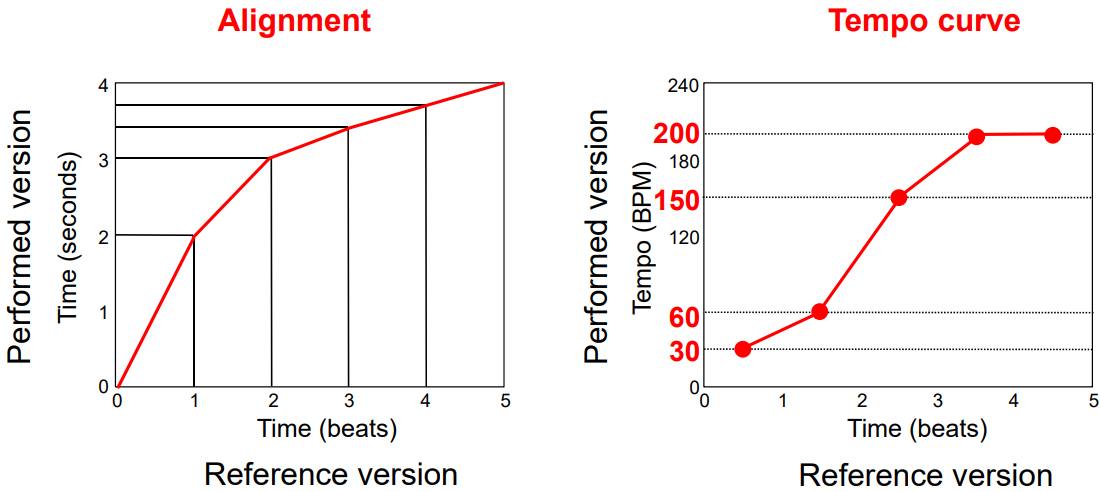 Alignment
Performed version
Time (seconds)
4
3
2
1
0
0 1 2 3 4 5
Time (beats)
Reference version
Tempo curve
Performed version
Tempo (BPM)
240
200
180
150
120
60
30
0
0 1 2 3 4 5
Time (beats)
Reference version